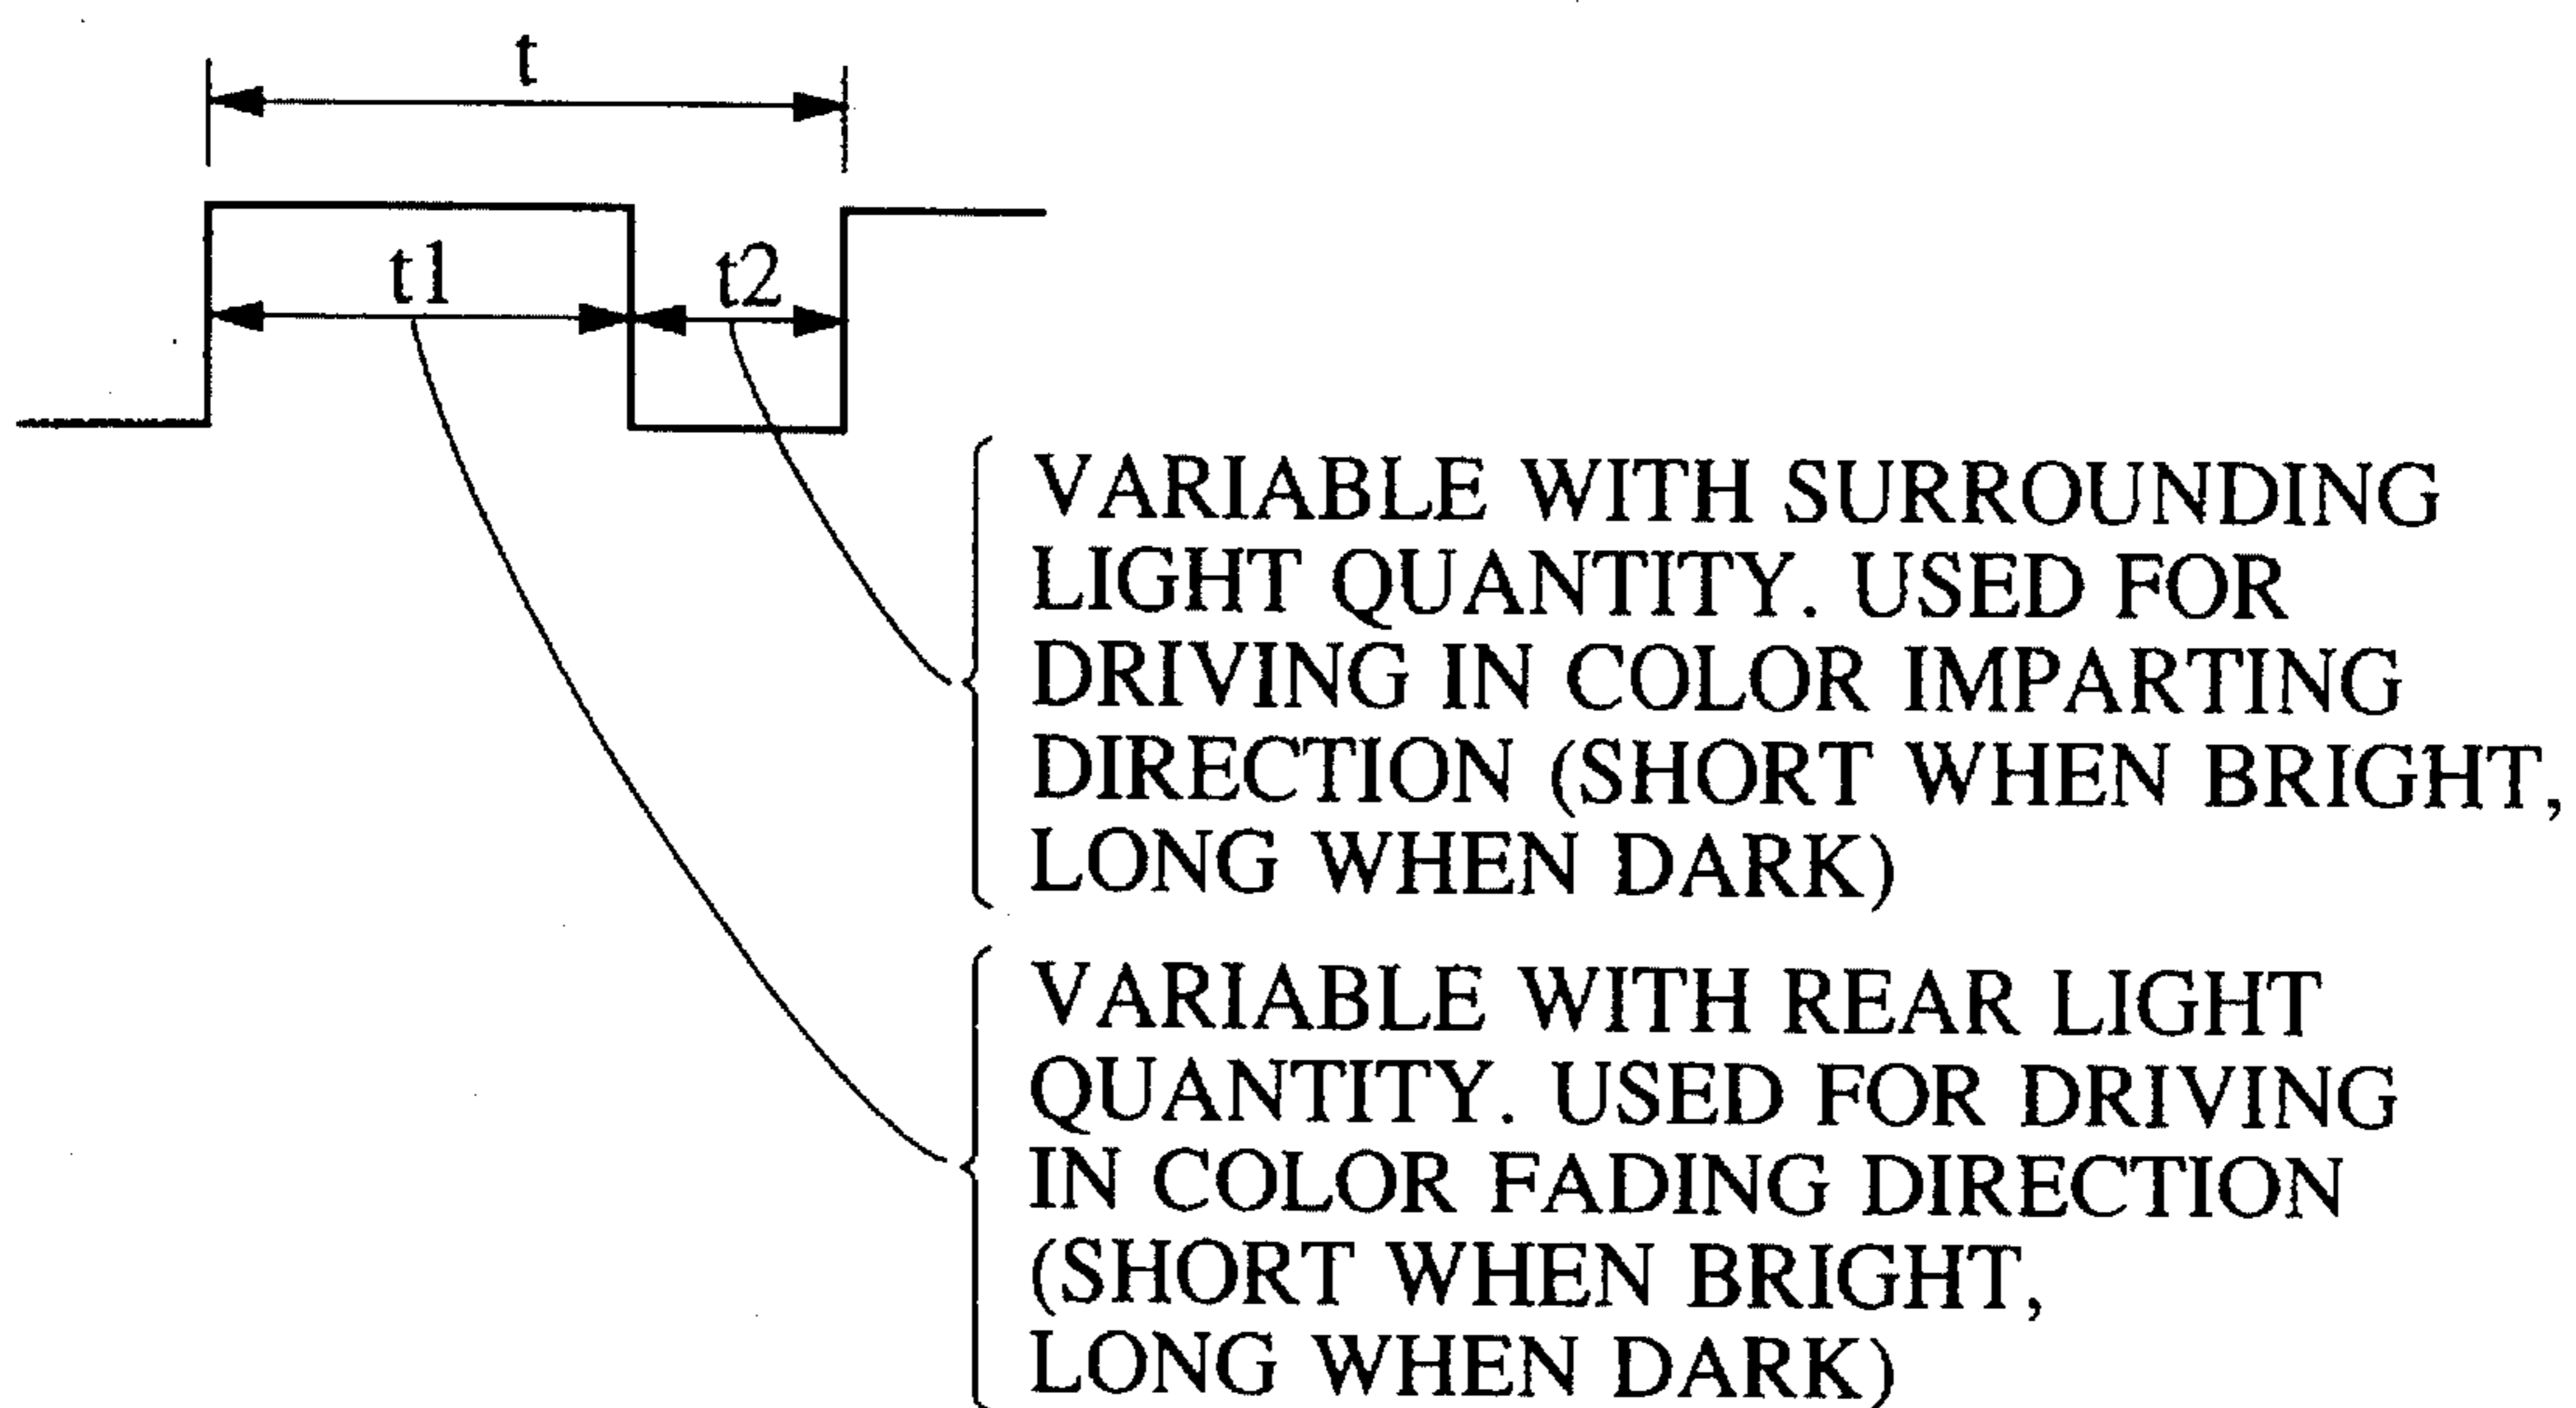 t
t1
t2
VARIABLE WITH SURROUNDING
LIGHT QUANTITY. USED FOR
DRIVING IN COLOR IMPARTING
DIRECTION (SHORT WHEN BRIGHT,
LONG WHEN DARK)
VARIABLE WITH REAR LIGHT
QUANTITY. USED FOR DRIVING
IN COLOR FADING DIRECTION
(SHORT WHEN BRIGHT,
LONG WHEN DARK)